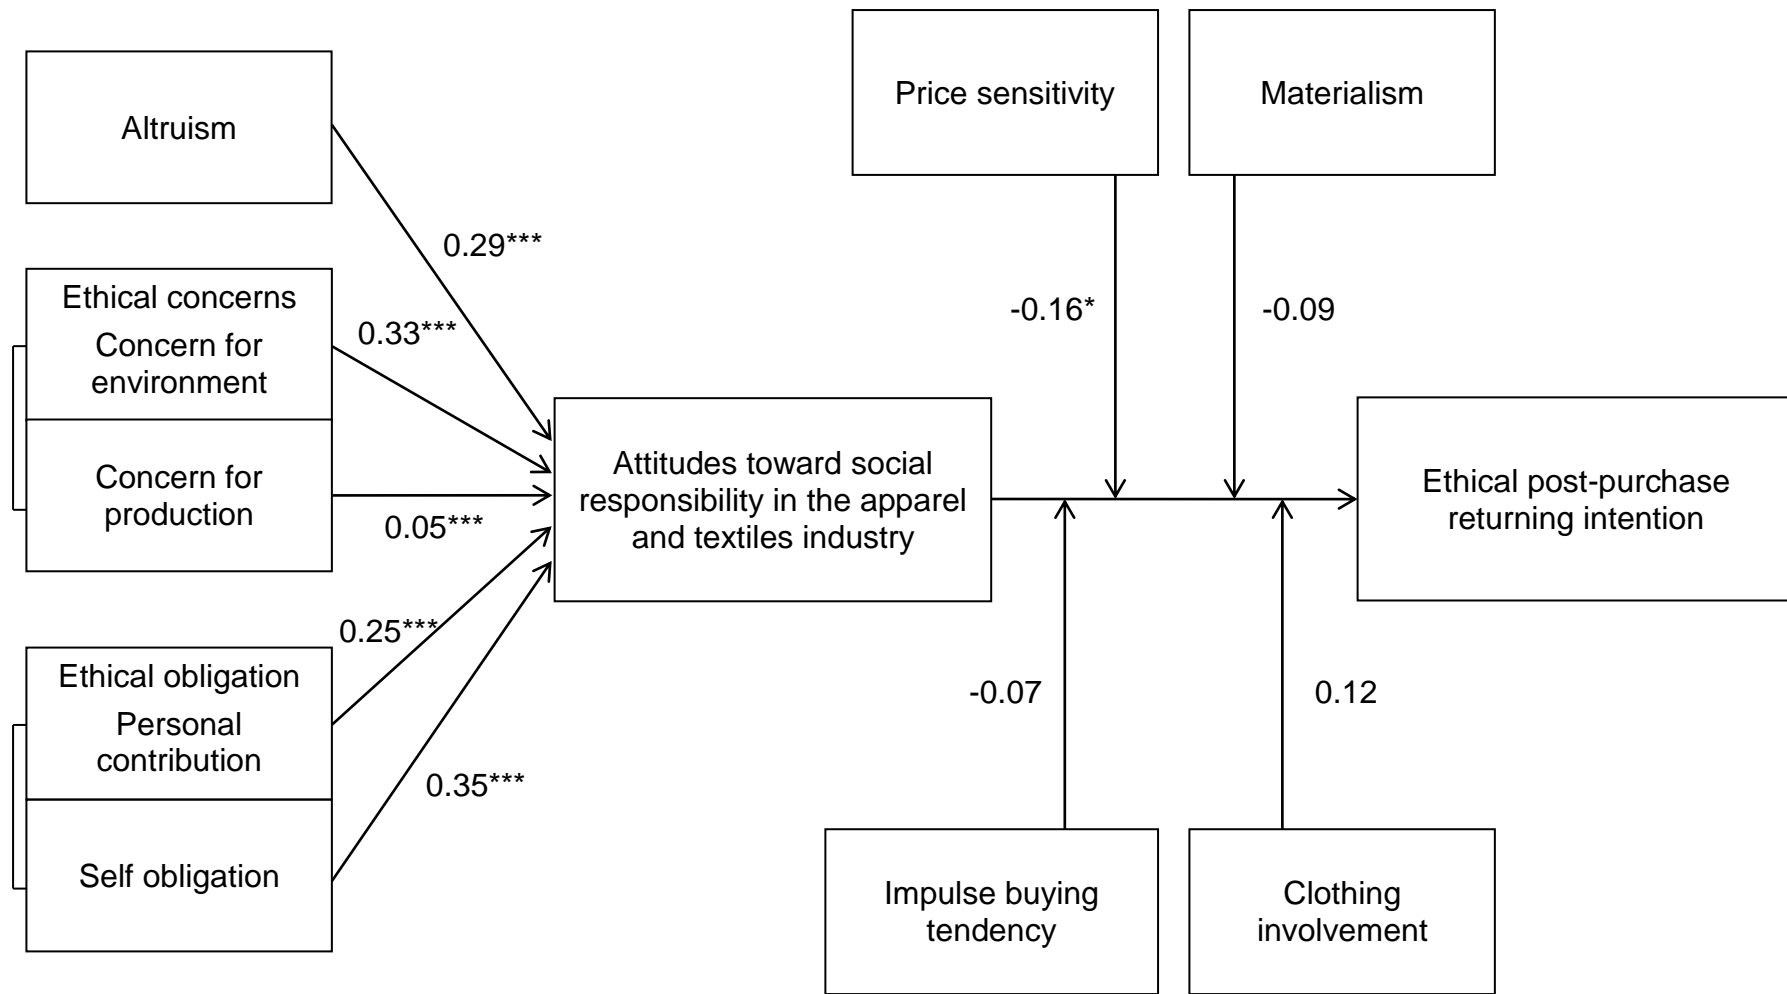 Altruism
0.29***
Ethical concerns
Concern for
environment
0.33***
Concern for
production
0.05***
Ethical obligation
Personal
contribution
0.25***
Self obligation
0.35***
Attitudes toward social
responsibility in the apparel
and textiles industry
Price sensitivity
-0.16*
Materialism
-0.09
Impulse buying
tendency
-0.07
Clothing
involvement
0.12
Ethical post-purchase
returning intention